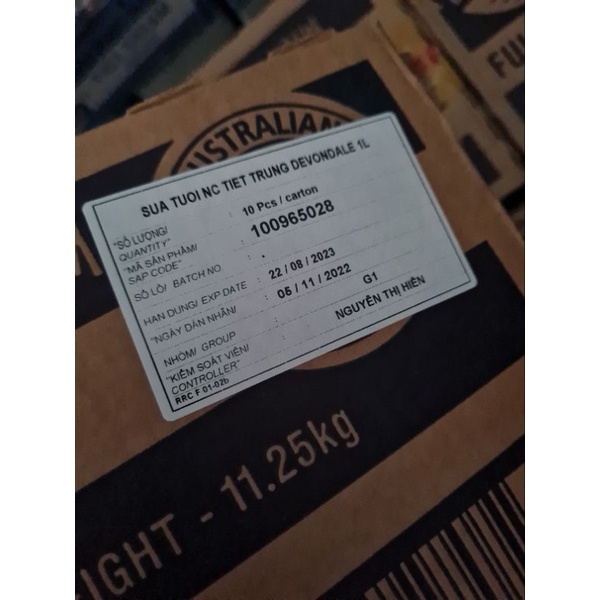 AUSTRALIAN
FU
SUA TUOI NC TIET TRUNG DEVONDALE 1L
"SỐ LƯỢNG/
QUANTITY" : 10 Pcs / carton
"MÃ SẢN PHẨM/
SAP CODE" : 100965028
SỐ LÔ/ BATCH NO : .
HẠN DÙNG/ EXP DATE : 22 / 08 / 2023
"NGÀY DÁN NHÃN/ : 05 / 11 / 2022
NHÓM/ GROUP : G1
"KIỂM SOÁT VIÊN/
CONTROLLER" : NGUYỄN THỊ HIỀN
RRC F 01-02b
IGHT - 11.25kg